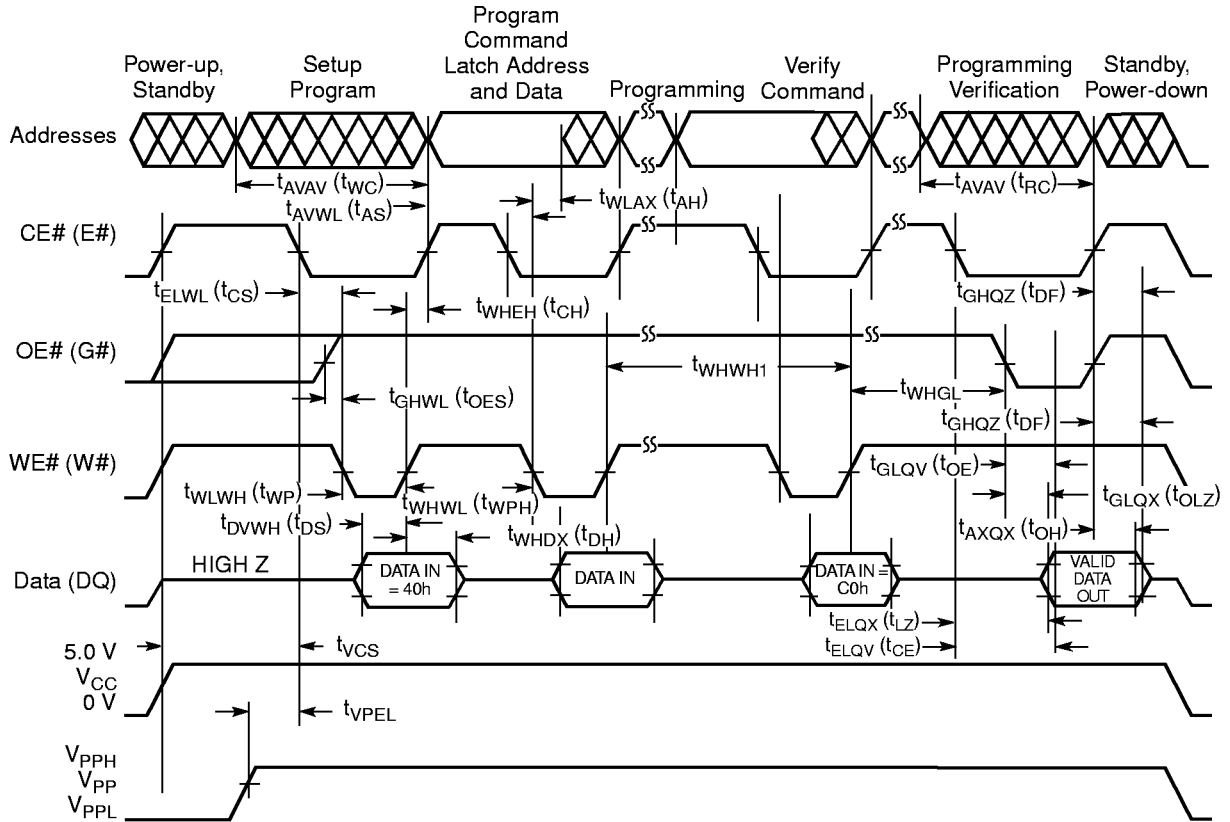 Power-up,
Standby
Setup
Program
Program
Command
Latch Address
and Data
Programming
Verify
Command
Programming
Verification
Standby,
Power-down
Addresses
tAVAV (tWC)
tAVWL (tAS)
tWLAX (tAH)
tAVAV (tRC)
CE# (E#)
tELWL (tCS)
tWHEH (tCH)
tGHQZ (tDF)
OE# (G#)
tWHWH1
tWHGL
tGHWL (tOES)
tGHQZ (tDF)
WE# (W#)
tGLQV (tOE)
tWLWH (tWP)
tWHWL (tWPH)
tGLQX (tOLZ)
tDVWH (tDS)
tWHDX (tDH)
tAXQX (tOH)
Data (DQ)
HIGH Z
DATA IN
= 40h
DATA IN
DATA IN =
C0h
VALID
DATA
OUT
tELQX (tLZ)
tELQV (tCE)
5.0 V
VCC
0 V
tVCS
tVPEL
VPPH
VPP
VPPL